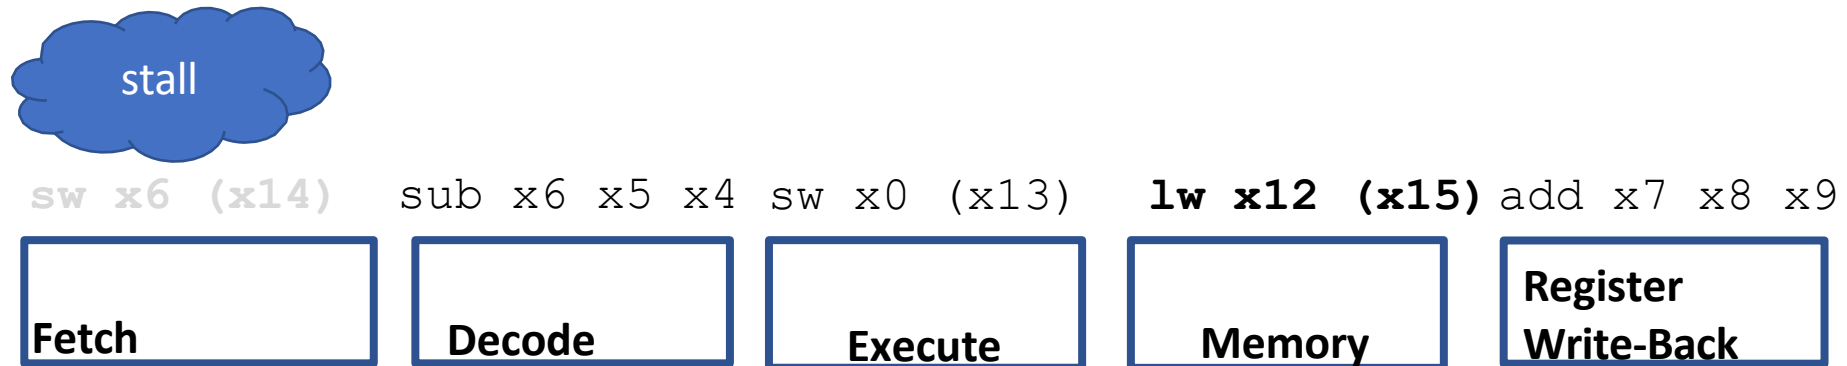 stall
sw x6 (x14) sub x6 x5 x4 sw x0 (x13) lw x12 (x15) add x7 x8 x9
Fetch Decode Execute Memory Register
Write-Back